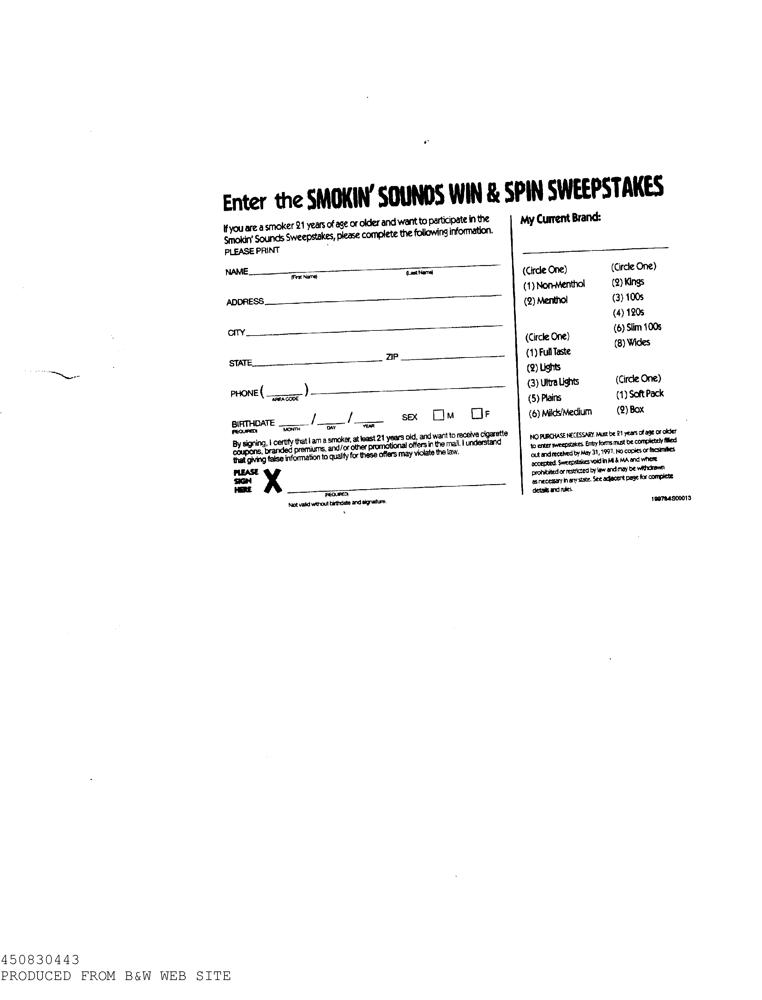 Enter the SMOKIN' SOUNDS WIN & SPIN SWEEPSTAKES
If you are a smoker 21 years of age or older and want to participate in the
Smokin' Sounds Sweepstakes, please complete the following information.
PLEASE PRINT
NAME
(First Name) (Last Name)
ADDRESS
CITY
STATE ZIP
PHONE ( )
AREA CODE
BIRTHDATE / / SEX M F
(REQUIRED) MONTH DAY YEAR
By signing, I certify that I am a smoker, at least 21 years old, and want to receive cigarette
coupons, branded premiums, and/or other promotional offers in the mail. I understand
that giving false information to qualify for these offers may violate the law.
PLEASE
SIGN
HERE
X
(REQUIRED)
Not valid without birthdate and signature.
My Current Brand:
(Circle One)
(1) Non-Menthol
(2) Menthol
(Circle One)
(1) Full Taste
(2) Lights
(3) Ultra Lights
(5) Plains
(6) Milds/Medium
(Circle One)
(2) Kings
(3) 100s
(4) 120s
(6) Slim 100s
(8) Wides
(Circle One)
(1) Soft Pack
(2) Box
NO PURCHASE NECESSARY. Must be 21 years of age or older
to enter sweepstakes. Entry forms must be completely filled
out and received by May 31, 1997. No copies or facsimiles
accepted. Sweepstakes void in MI & MA and where
prohibited or restricted by law and may be withdrawn
as necessary in any state. See adjacent page for complete
details and rules.
450830443
PRODUCED FROM B&W WEB SITE